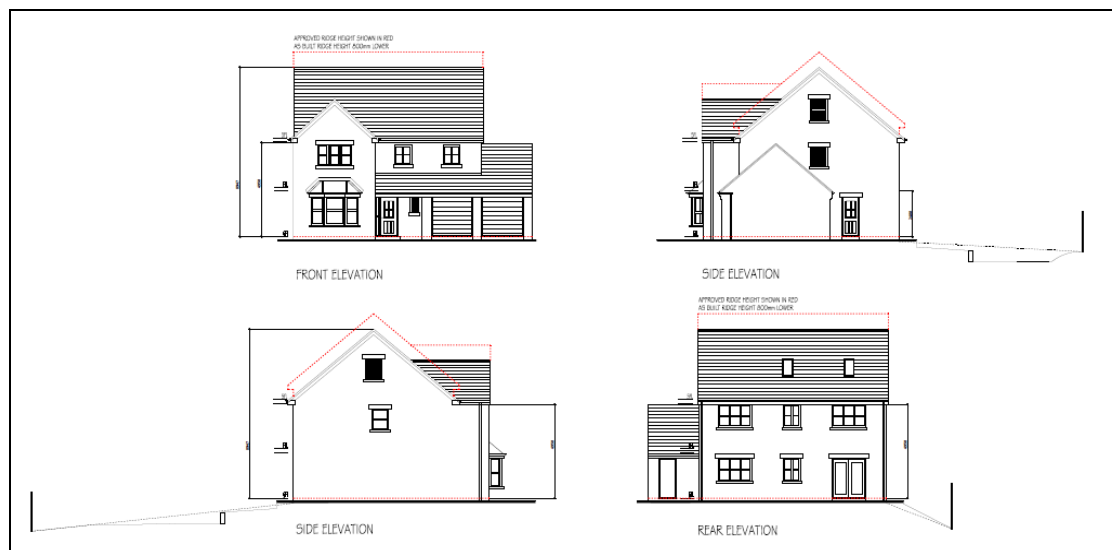 APPROVED RIDGE HEIGHT SHOWN IN RED
AS BUILT RIDGE HEIGHT 800mm LOWER
FRONT ELEVATION
SIDE ELEVATION
APPROVED RIDGE HEIGHT SHOWN IN RED
AS BUILT RIDGE HEIGHT 800mm LOWER
SIDE ELEVATION
REAR ELEVATION